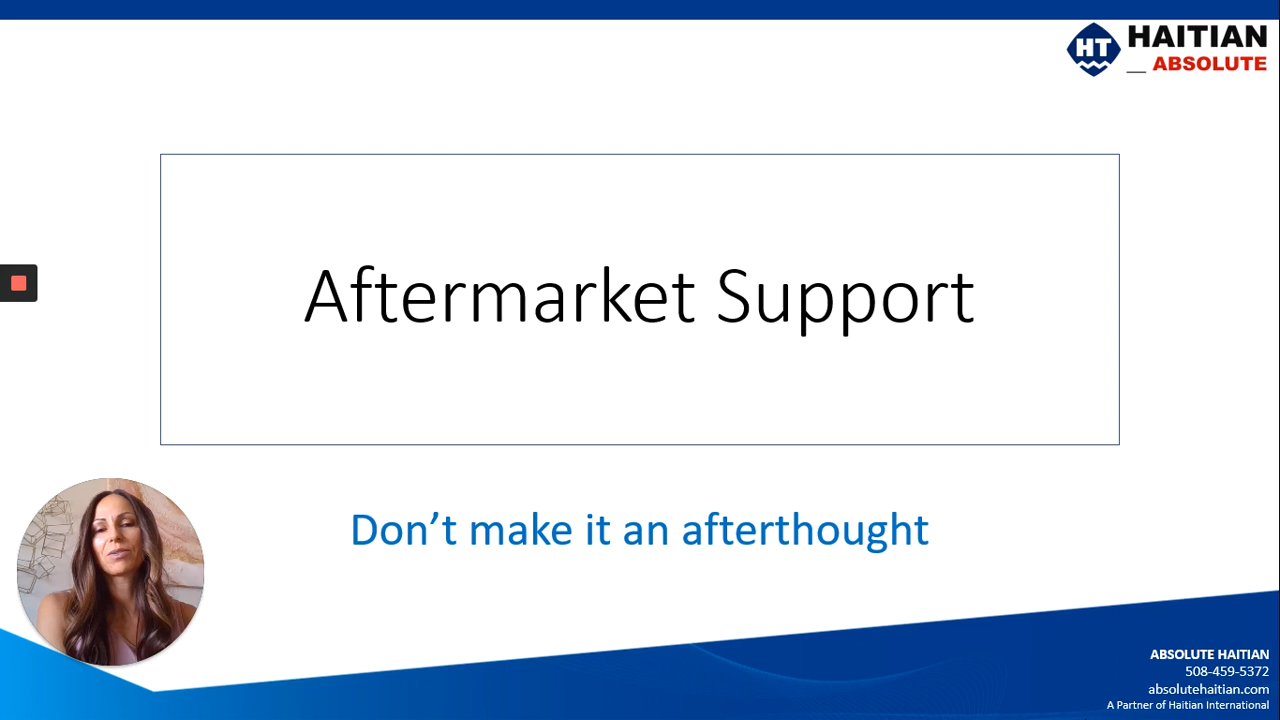 HT
HAITIAN
__ ABSOLUTE
Aftermarket Support
Don’t make it an afterthought
ABSOLUTE HAITIAN
508-459-5372
absolutehaitian.com
A Partner of Haitian International